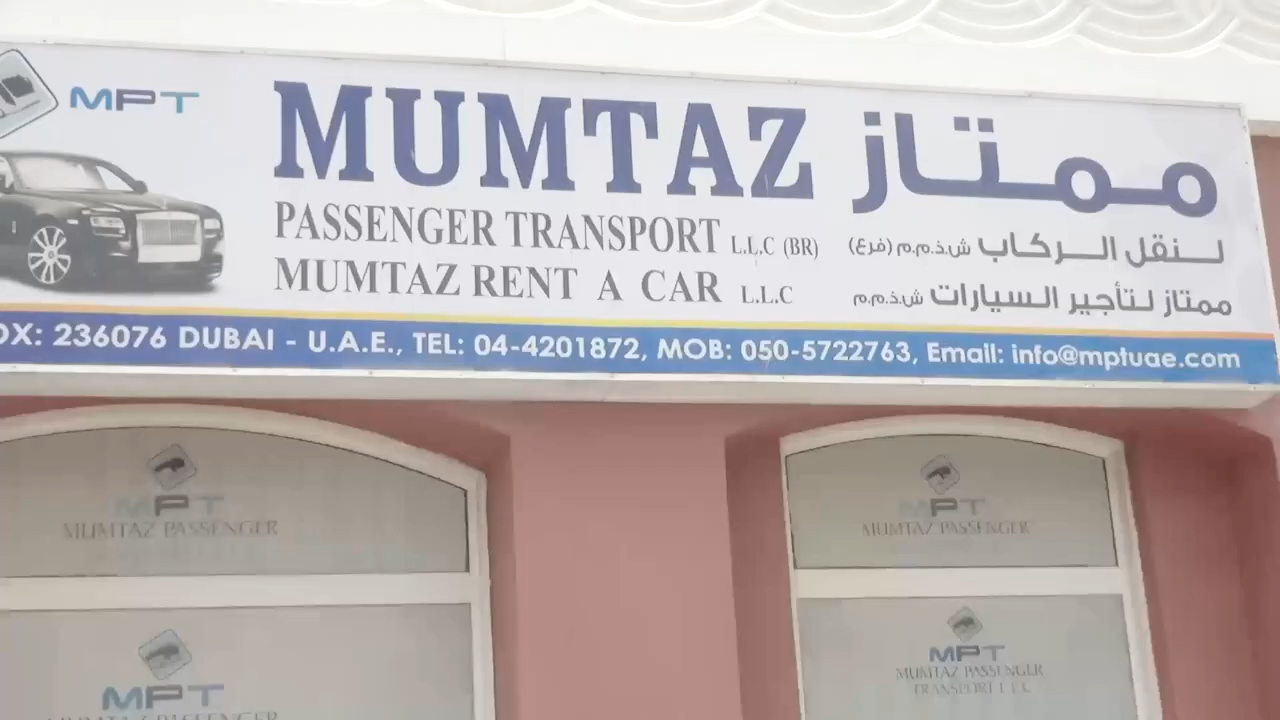 MPT
MUMTAZ ممتاز
PASSENGER TRANSPORT L.L.C (BR)
لنقل الركاب ش.ذ.م.م (فرع)
MUMTAZ RENT A CAR L.L.C
ممتاز لتأجير السيارات ش.ذ.م.م
OX: 236076 DUBAI - U.A.E., TEL: 04-4201872, MOB: 050-5722763, Email: info@mptuae.com
MPT
MUMTAZ PASSENGER
MPT
MUMTAZ PASSENGER
MPT
MUMTAZ PASSENGER
MPT
MUMTAZ PASSENGER
TRANSPORT L.L.C